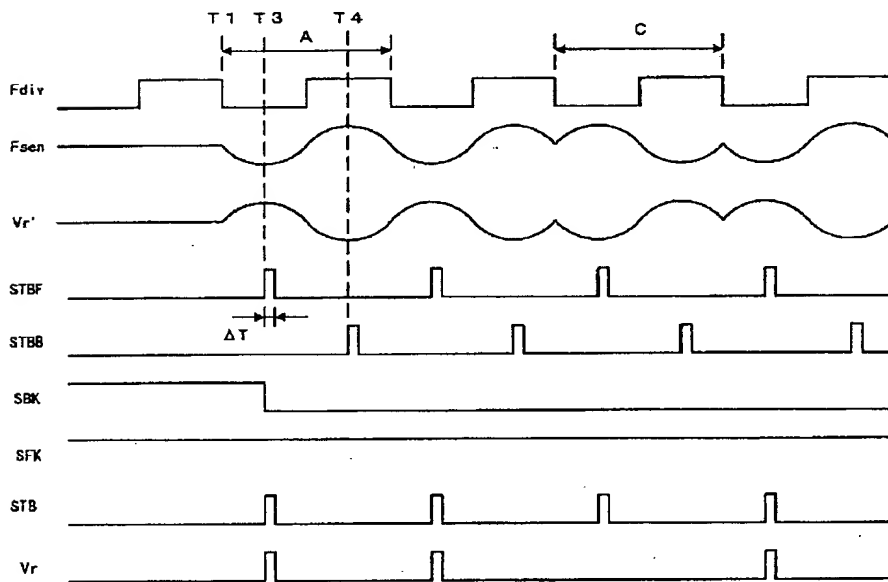 T1 T3 T4
A
C
Fdiv
Fsen
Vr'
STBF
ΔT
STBB
SBK
SFK
STB
Vr